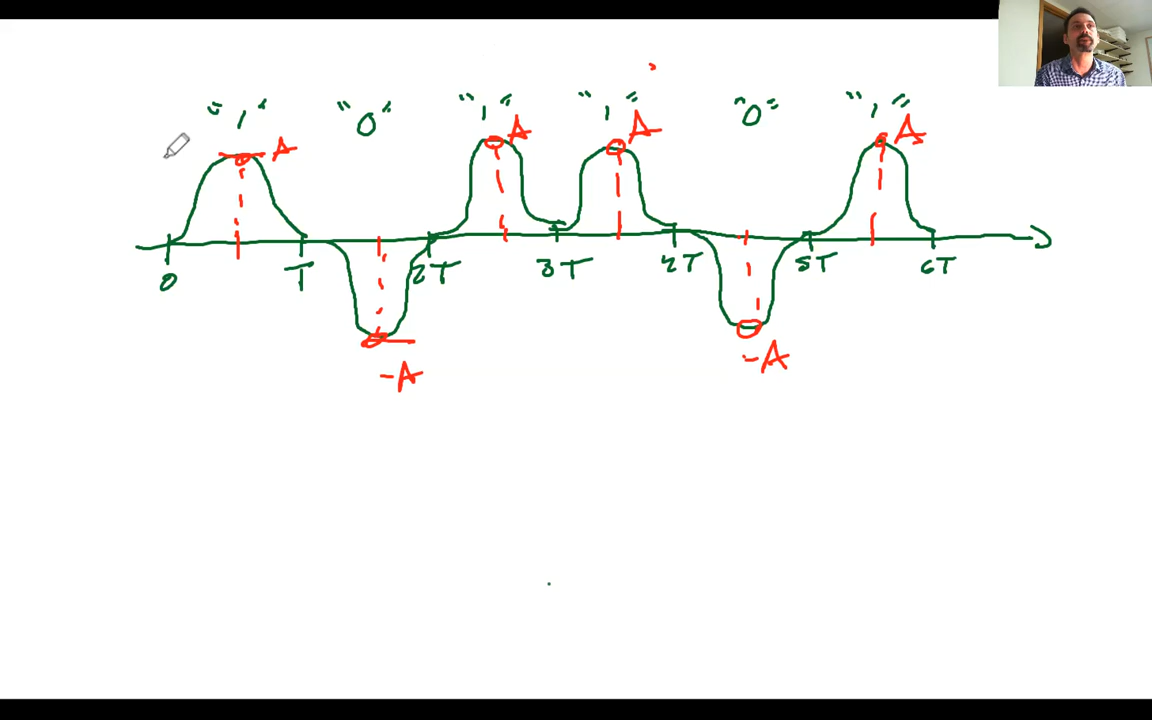 "1" "0" "1" "1" "0" "1"
A A A A
0 T 2T 3T 4T 5T 6T
-A -A